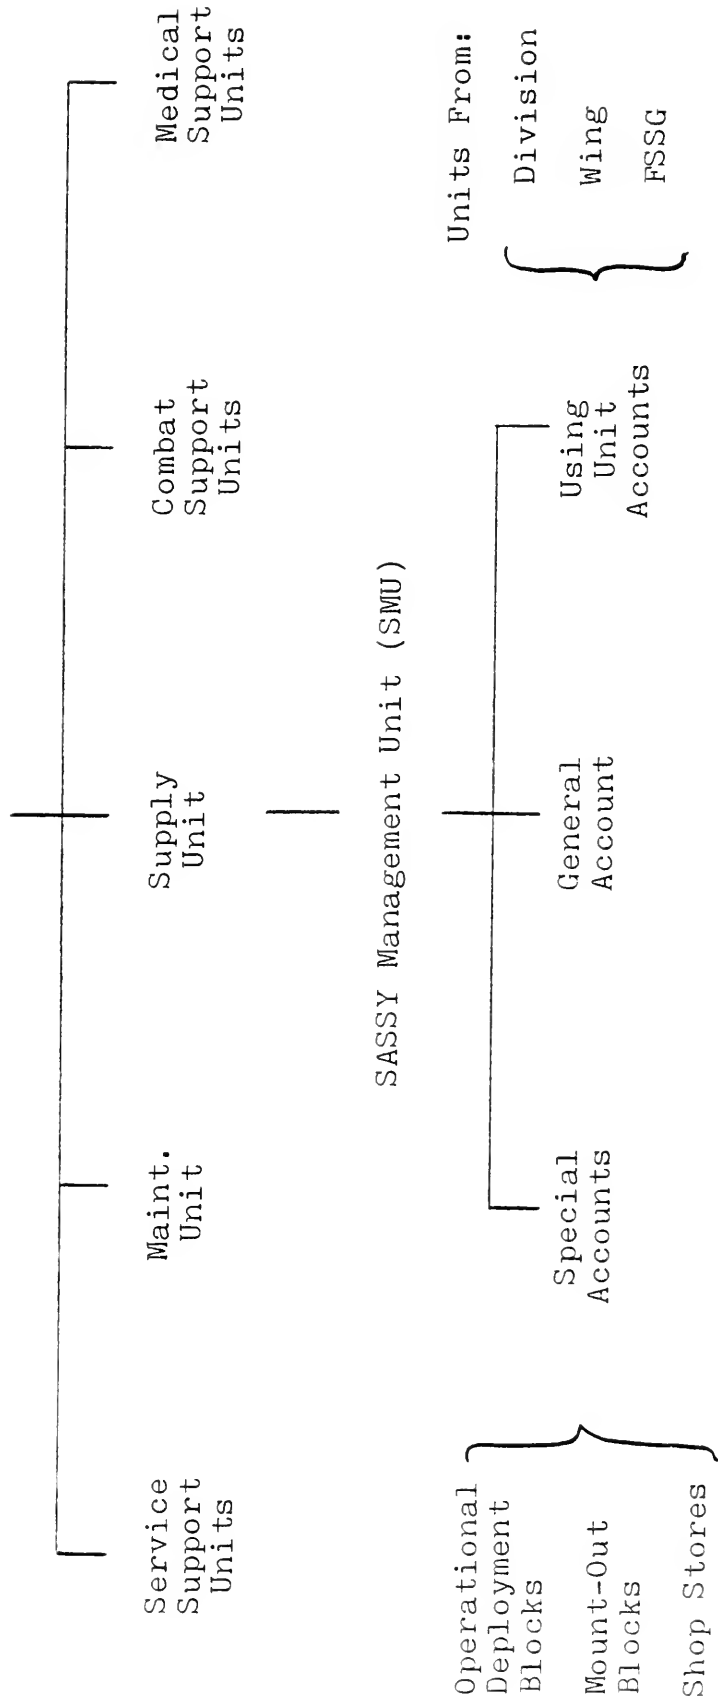 Service
Support
Units
Maint.
Unit
Supply
Unit
Combat
Support
Units
Medical
Support
Units
SASSY Management Unit (SMU)
Operational
Deployment
Blocks
Mount-Out
Blocks
Shop Stores
Special
Accounts
General
Account
Using
Unit
Accounts
Units From:
Division
Wing
FSSG